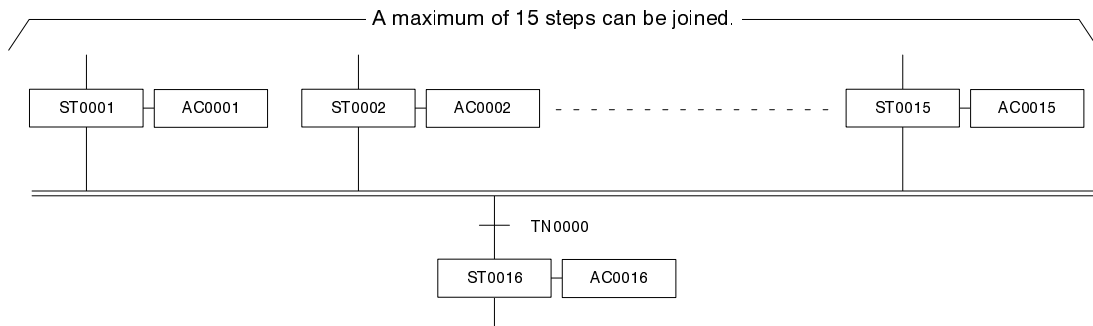 A maximum of 15 steps can be joined.
ST0001 AC0001 ST0002 AC0002 ST0015 AC0015
TN0000
ST0016 AC0016